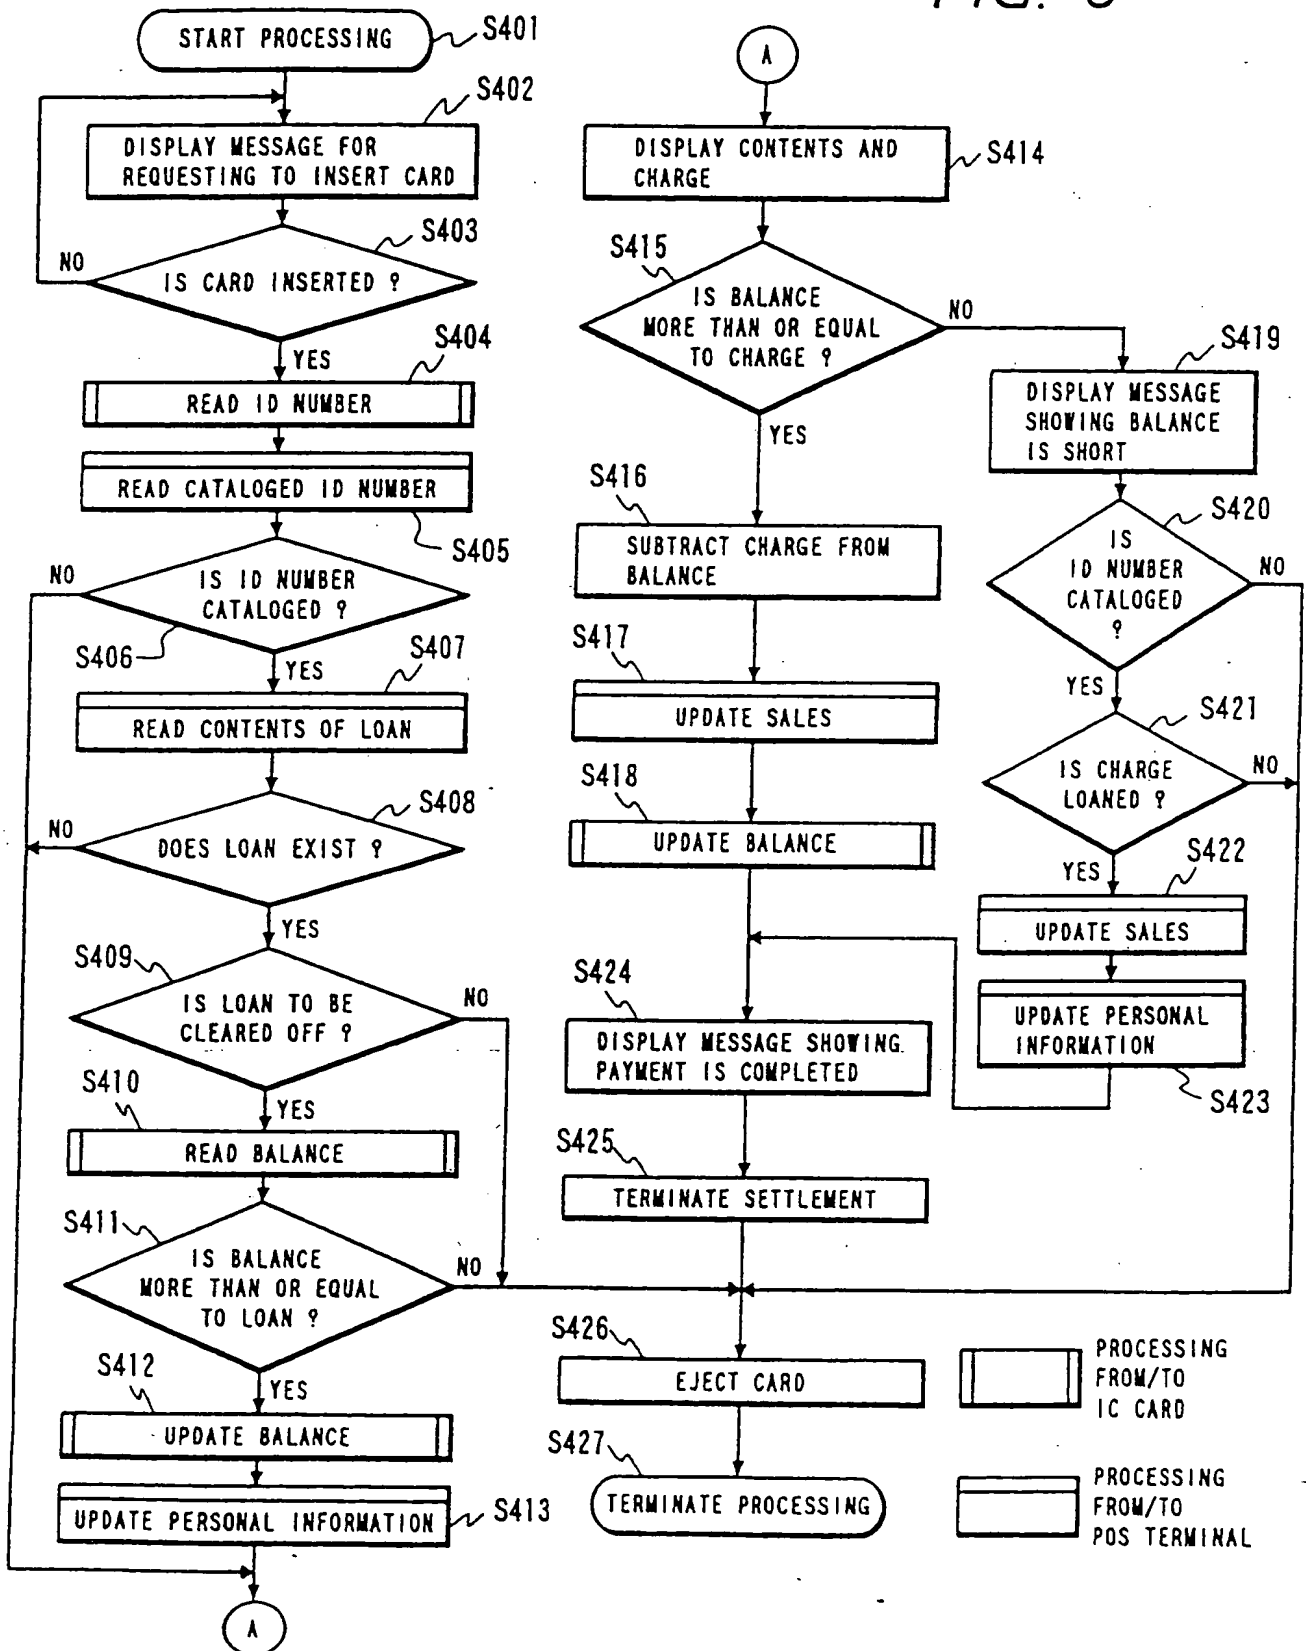 START PROCESSING
S401
S402
DISPLAY MESSAGE FOR
REQUESTING TO INSERT CARD
S403
IS CARD INSERTED ?
NO
YES
S404
READ ID NUMBER
READ CATALOGED ID NUMBER
S405
IS ID NUMBER
CATALOGED ?
NO
S406
YES
S407
READ CONTENTS OF LOAN
S408
DOES LOAN EXIST ?
NO
YES
S409
IS LOAN TO BE
CLEARED OFF ?
NO
YES
S410
READ BALANCE
S411
IS BALANCE
MORE THAN OR EQUAL
TO LOAN ?
NO
YES
S412
UPDATE BALANCE
UPDATE PERSONAL INFORMATION
S413
A
A
DISPLAY CONTENTS AND
CHARGE
S414
S415
IS BALANCE
MORE THAN OR EQUAL
TO CHARGE ?
NO
YES
S416
SUBTRACT CHARGE FROM
BALANCE
S417
UPDATE SALES
S418
UPDATE BALANCE
S424
DISPLAY MESSAGE SHOWING
PAYMENT IS COMPLETED
S425
TERMINATE SETTLEMENT
S426
EJECT CARD
S427
TERMINATE PROCESSING
S419
DISPLAY MESSAGE
SHOWING BALANCE
IS SHORT
S420
IS
ID NUMBER
CATALOGED
?
NO
YES
S421
IS CHARGE
LOANED ?
NO
YES
S422
UPDATE SALES
UPDATE PERSONAL
INFORMATION
S423
PROCESSING
FROM/TO
IC CARD
PROCESSING
FROM/TO
POS TERMINAL